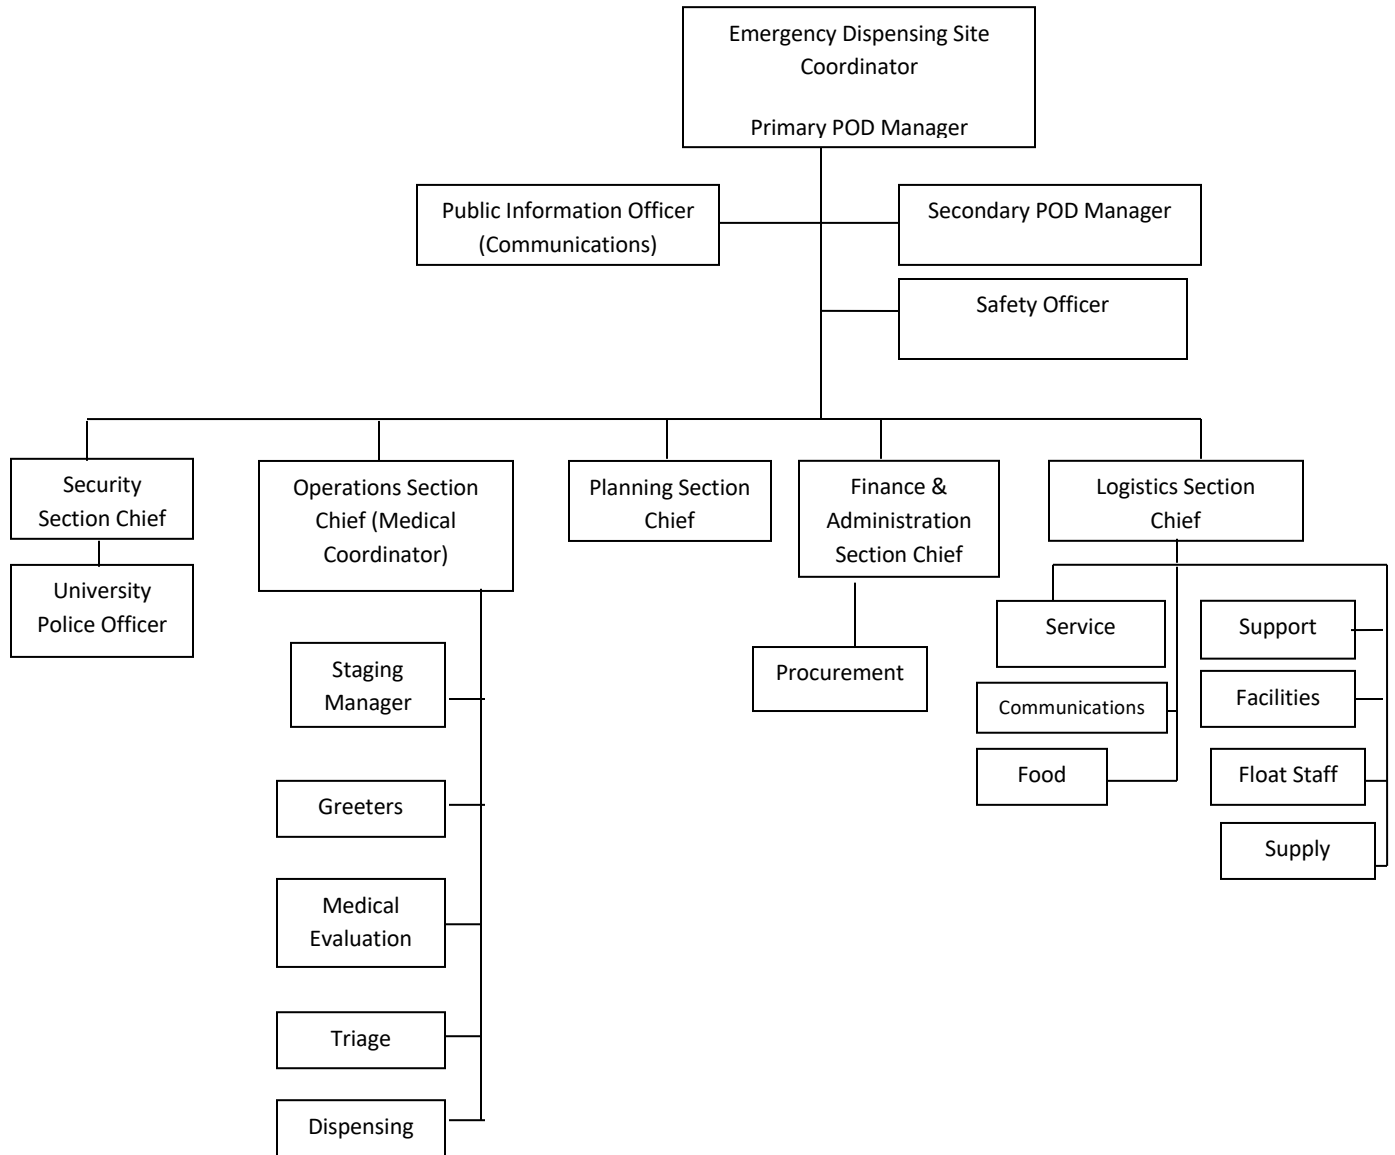 Emergency Dispensing Site
Coordinator
Primary POD Manager
Public Information Officer
(Communications)
Secondary POD Manager
Safety Officer
Security
Section Chief
Operations Section
Chief (Medical
Coordinator)
Planning Section
Chief
Finance &
Administration
Section Chief
Logistics Section
Chief
University
Police Officer
Staging
Manager
Greeters
Medical
Evaluation
Triage
Dispensing
Procurement
Service
Communications
Food
Support
Facilities
Float Staff
Supply